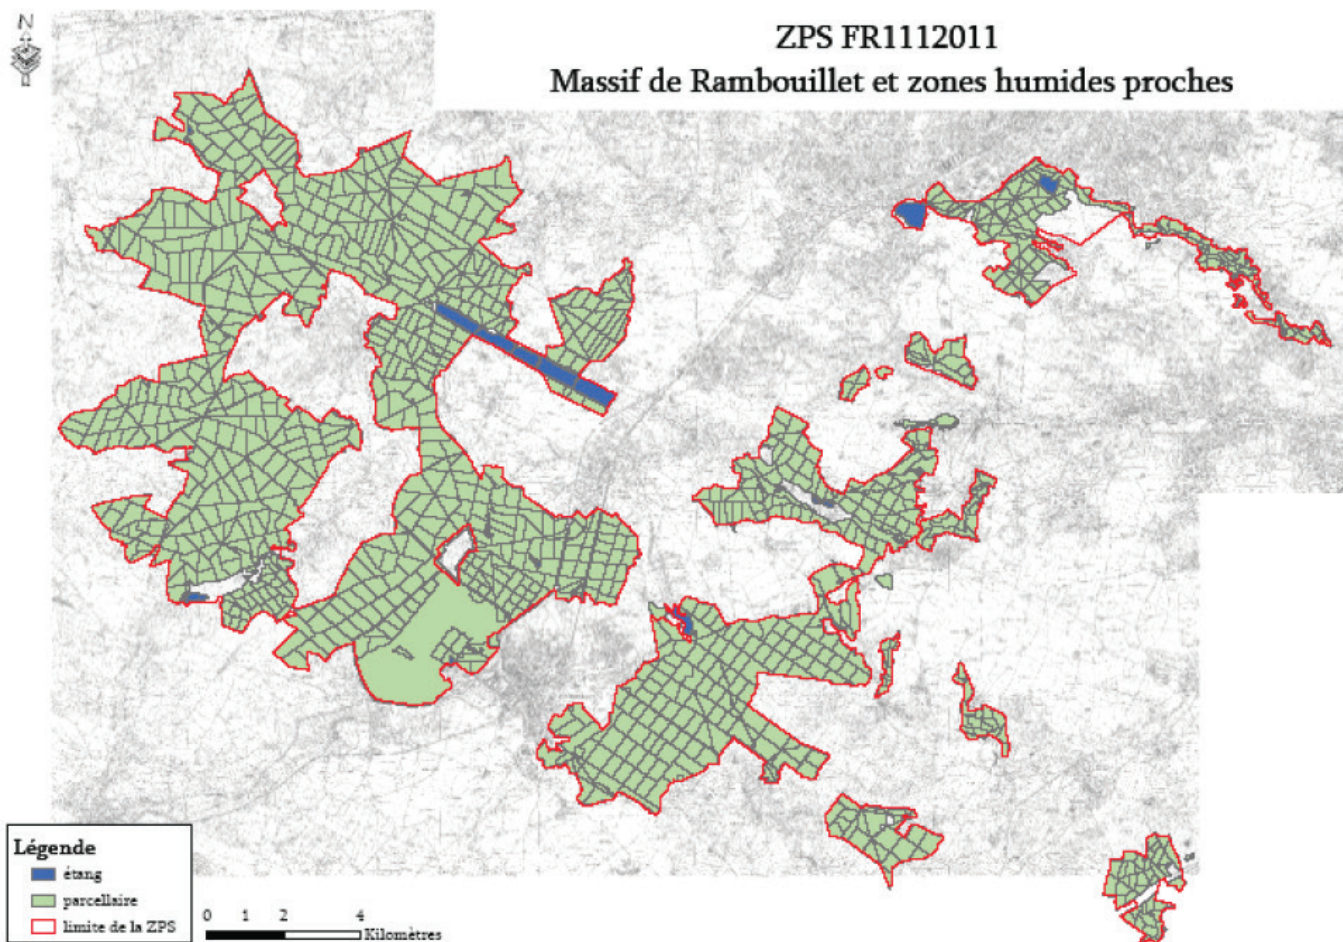 N
ZPS FR1112011
Massif de Rambouillet et zones humides proches
Légende
étang
parcellaire
limite de la ZPS
0 1 2 4
Kilomètres